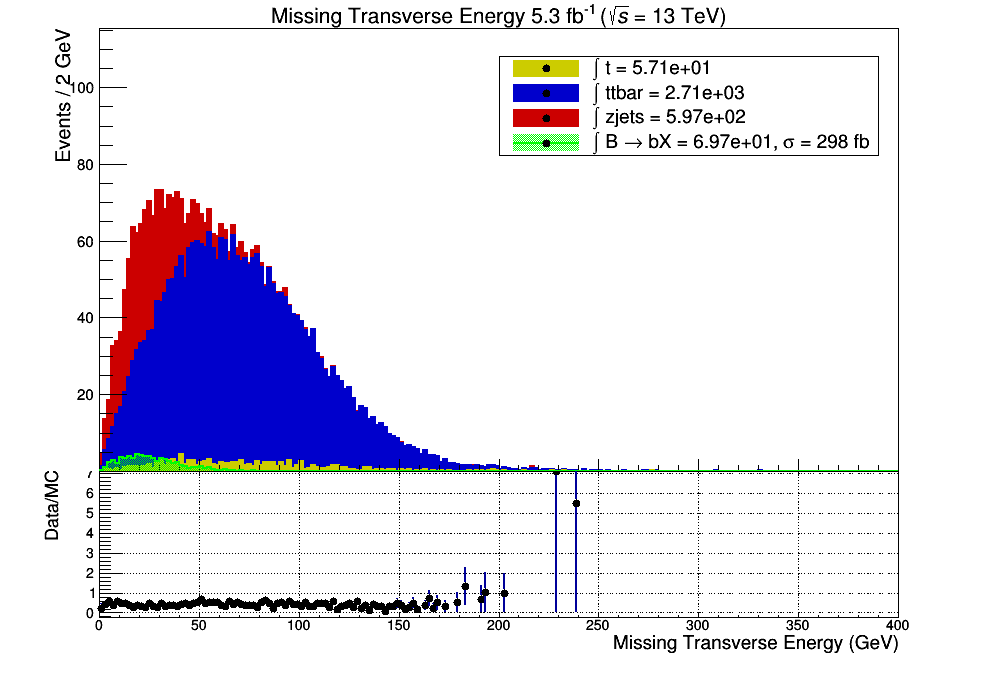 Missing Transverse Energy 5.3 fb⁻¹ (√s = 13 TeV)
Events / 2 GeV
100
80
60
40
20
∫ t = 5.71e+01
∫ ttbar = 2.71e+03
∫ zjets = 5.97e+02
∫ B → bX = 6.97e+01, σ = 298 fb
Data/MC
7
6
5
4
3
2
1
0
0 50 100 150 200 250 300 350 400
Missing Transverse Energy (GeV)